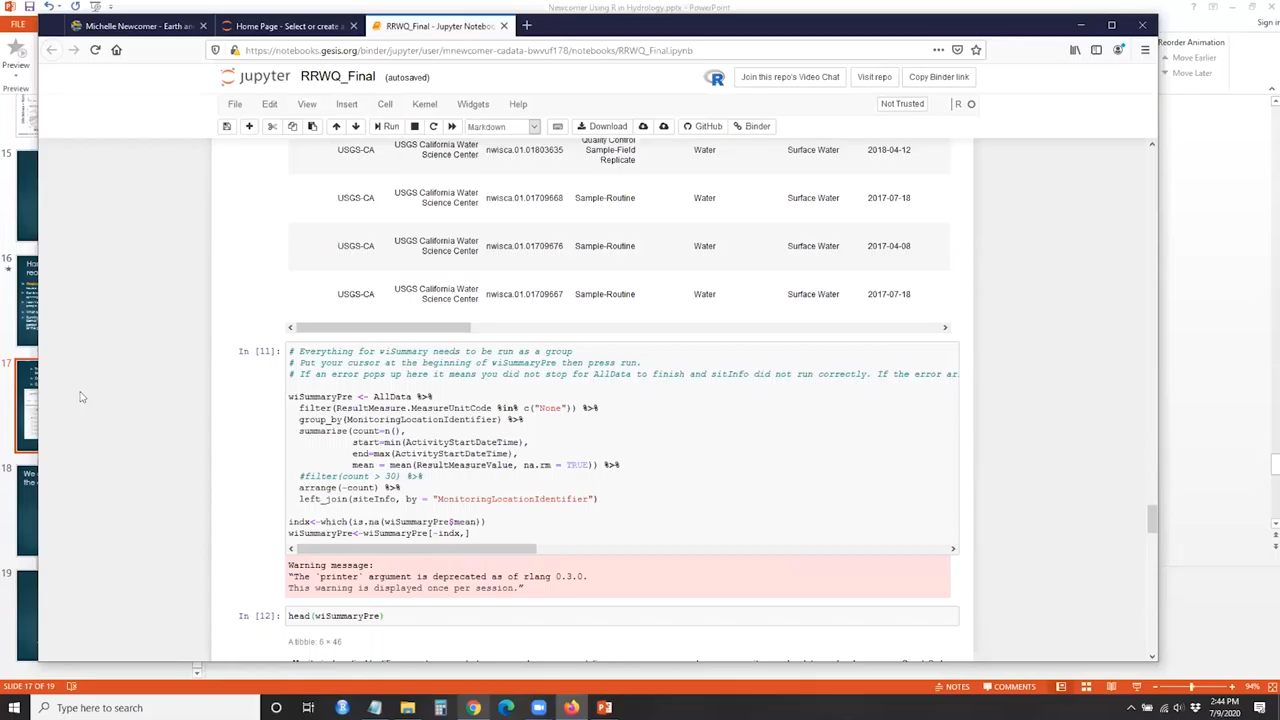 Newcomer Using R in Hydrology.pptx - PowerPoint
Sign in
FILE
Michelle Newcomer - Earth and
Home Page - Select or create a
RRWQ_Final - Jupyter Notebook
https://notebooks.gesis.org/binder/jupyter/user/mnewcomer-cadata-bwvuf178/notebooks/RRWQ_Final.ipynb
Reorder Animation
Move Earlier
Move Later
Preview
Preview
jupyter RRWQ_Final (autosaved)
Join this repo's Video Chat
Visit repo
Copy Binder link
File Edit View Insert Cell Kernel Widgets Help
Not Trusted
R
Run
Markdown
Download
GitHub
Binder
USGS-CA USGS California Water Science Center nwisca.01.01803635 Quality Control Sample-Field Replicate Water Surface Water 2018-04-12
USGS-CA USGS California Water Science Center nwisca.01.01709668 Sample-Routine Water Surface Water 2017-07-18
USGS-CA USGS California Water Science Center nwisca.01.01709676 Sample-Routine Water Surface Water 2017-04-08
USGS-CA USGS California Water Science Center nwisca.01.01709667 Sample-Routine Water Surface Water 2017-07-18
In [11]: # Everything for wiSummary needs to be run as a group
# Put your cursor at the beginning of wiSummaryPre then press run.
# If an error pops up here it means you did not stop for AllData to finish and sitInfo did not run correctly. If the error ar
wiSummaryPre <- AllData %>%
filter(ResultMeasure.MeasureUnitCode %in% c("None")) %>%
group_by(MonitoringLocationIdentifier) %>%
summarise(count=n(),
start=min(ActivityStartDateTime),
end=max(ActivityStartDateTime),
mean = mean(ResultMeasureValue, na.rm = TRUE)) %>%
#filter(count > 30) %>%
arrange(-count) %>%
left_join(siteInfo, by = "MonitoringLocationIdentifier")
indx<-which(is.na(wiSummaryPre$mean))
wiSummaryPre<-wiSummaryPre[-indx,]
Warning message:
“The `printer` argument is deprecated as of rlang 0.3.0.
This warning is displayed once per session.”
In [12]: head(wiSummaryPre)
A tibble: 6 × 46
15
16
17
18
We
the
19
SLIDE 17 OF 19
NOTES
COMMENTS
94%
Type here to search
2:44 PM
7/9/2020